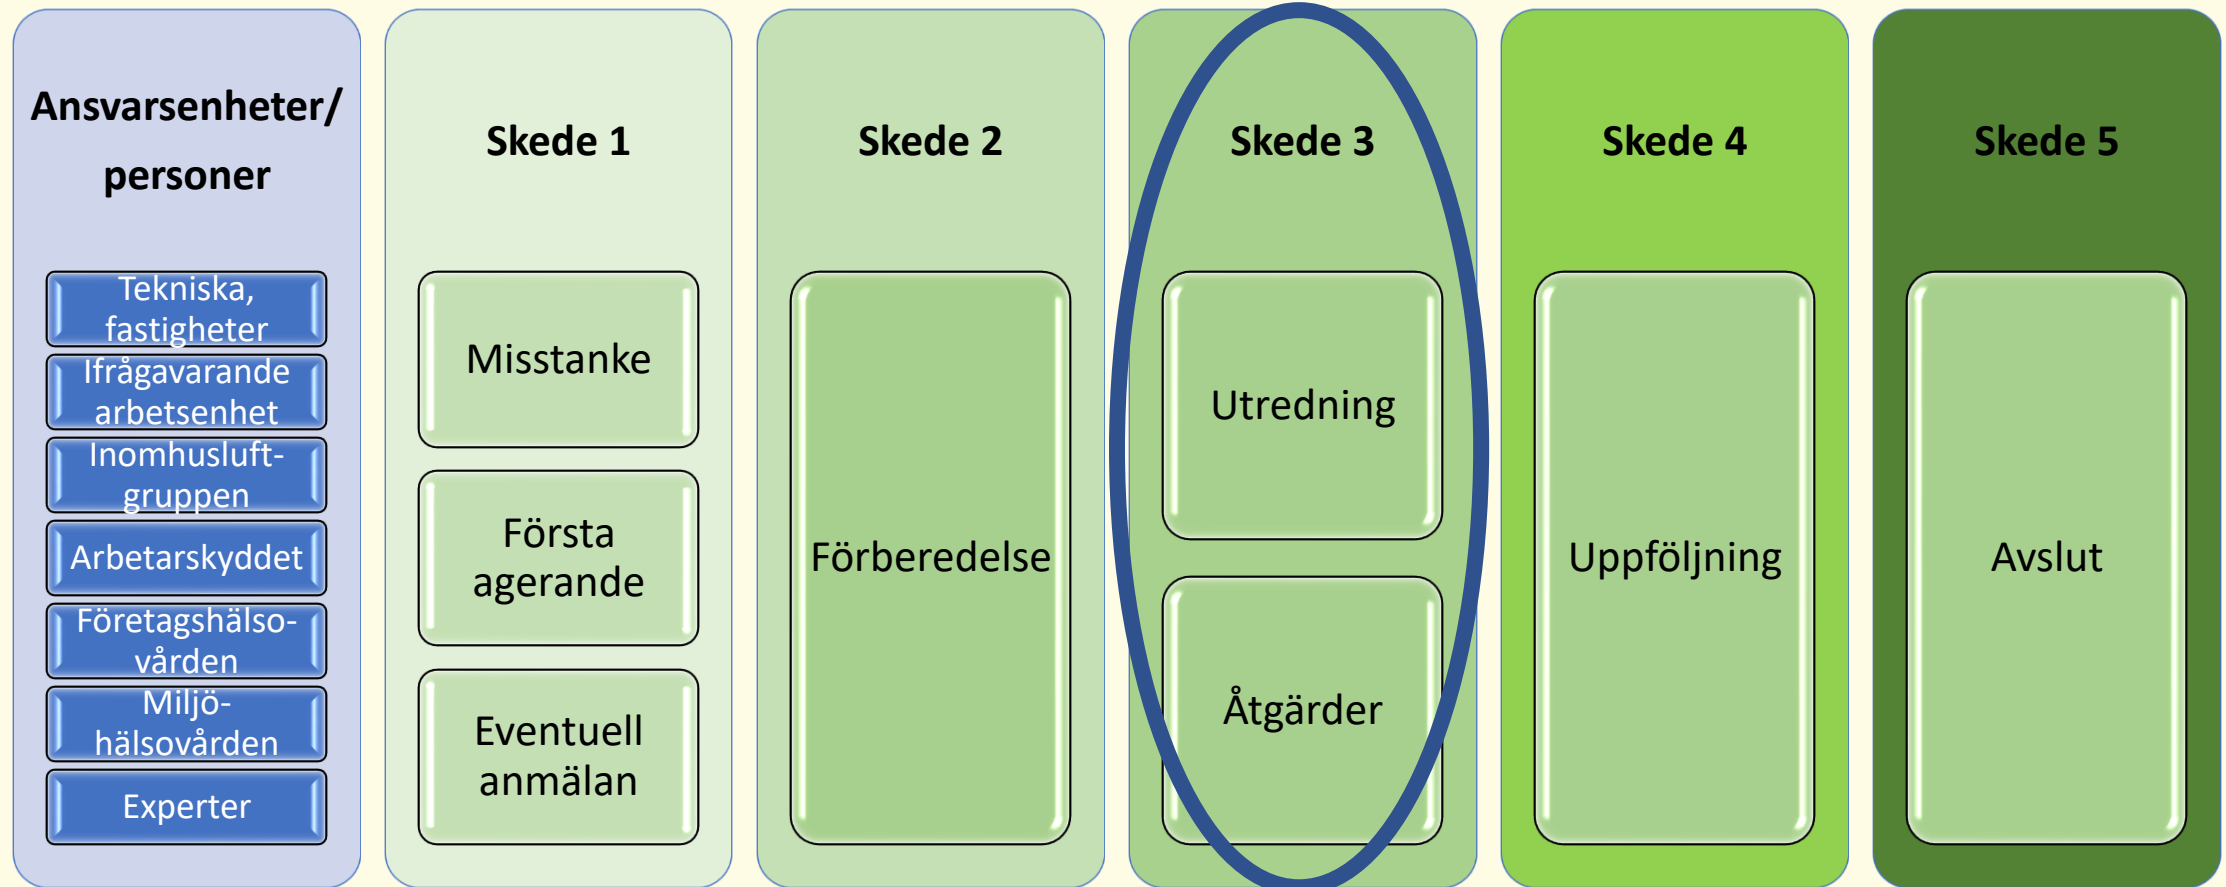 Ansvarsenheter/
personer
Tekniska,
fastigheter
Ifrågavarande
arbetsenhet
Inomhusluft-
gruppen
Arbetarskyddet
Företagshälso-
vården
Miljö-
hälsovården
Experter
Skede 1
Misstanke
Första
agerande
Eventuell
anmälan
Skede 2
Förberedelse
Skede 3
Utredning
Åtgärder
Skede 4
Uppföljning
Skede 5
Avslut